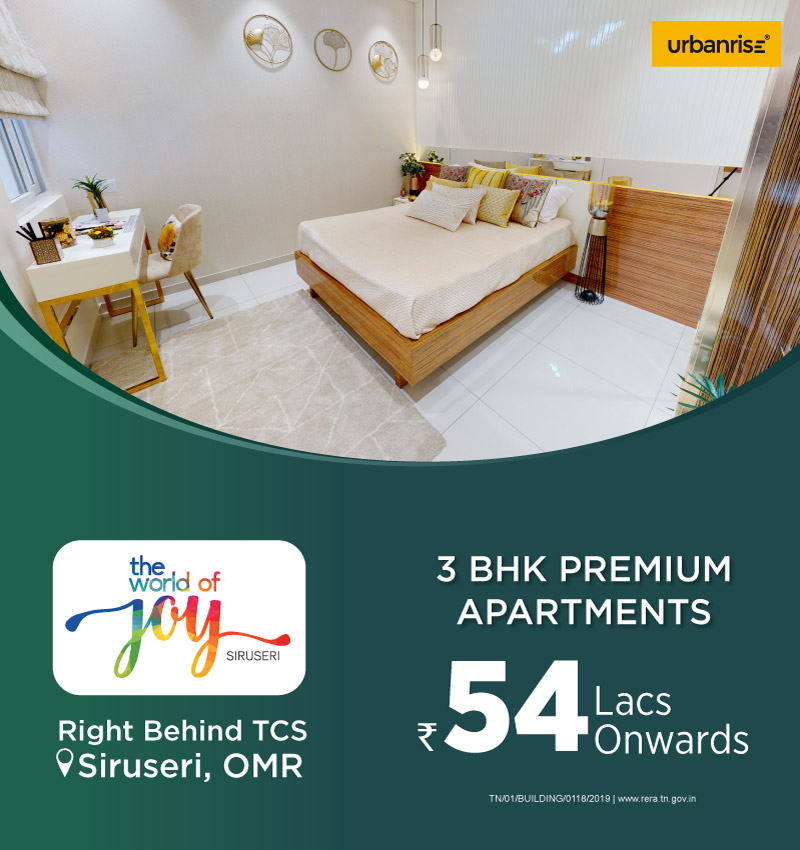 urbanrise®
the
world of
joy
SIRUSERI
Right Behind TCS
Siruseri, OMR
3 BHK PREMIUM
APARTMENTS
₹ 54 Lacs
Onwards
TN/01/BUILDING/0118/2019 | www.rera.tn.gov.in